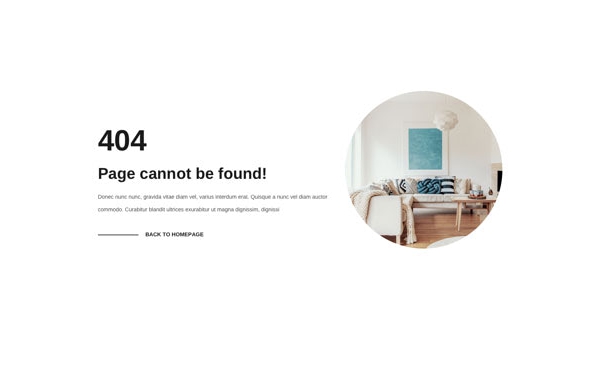 404
Page cannot be found!
Donec nunc nunc, gravida vitae diam vel, varius interdum erat. Quisque a nunc vel diam auctor
commodo. Curabitur blandit ultrices exurabitur ut magna dignissim, dignissi
BACK TO HOMEPAGE